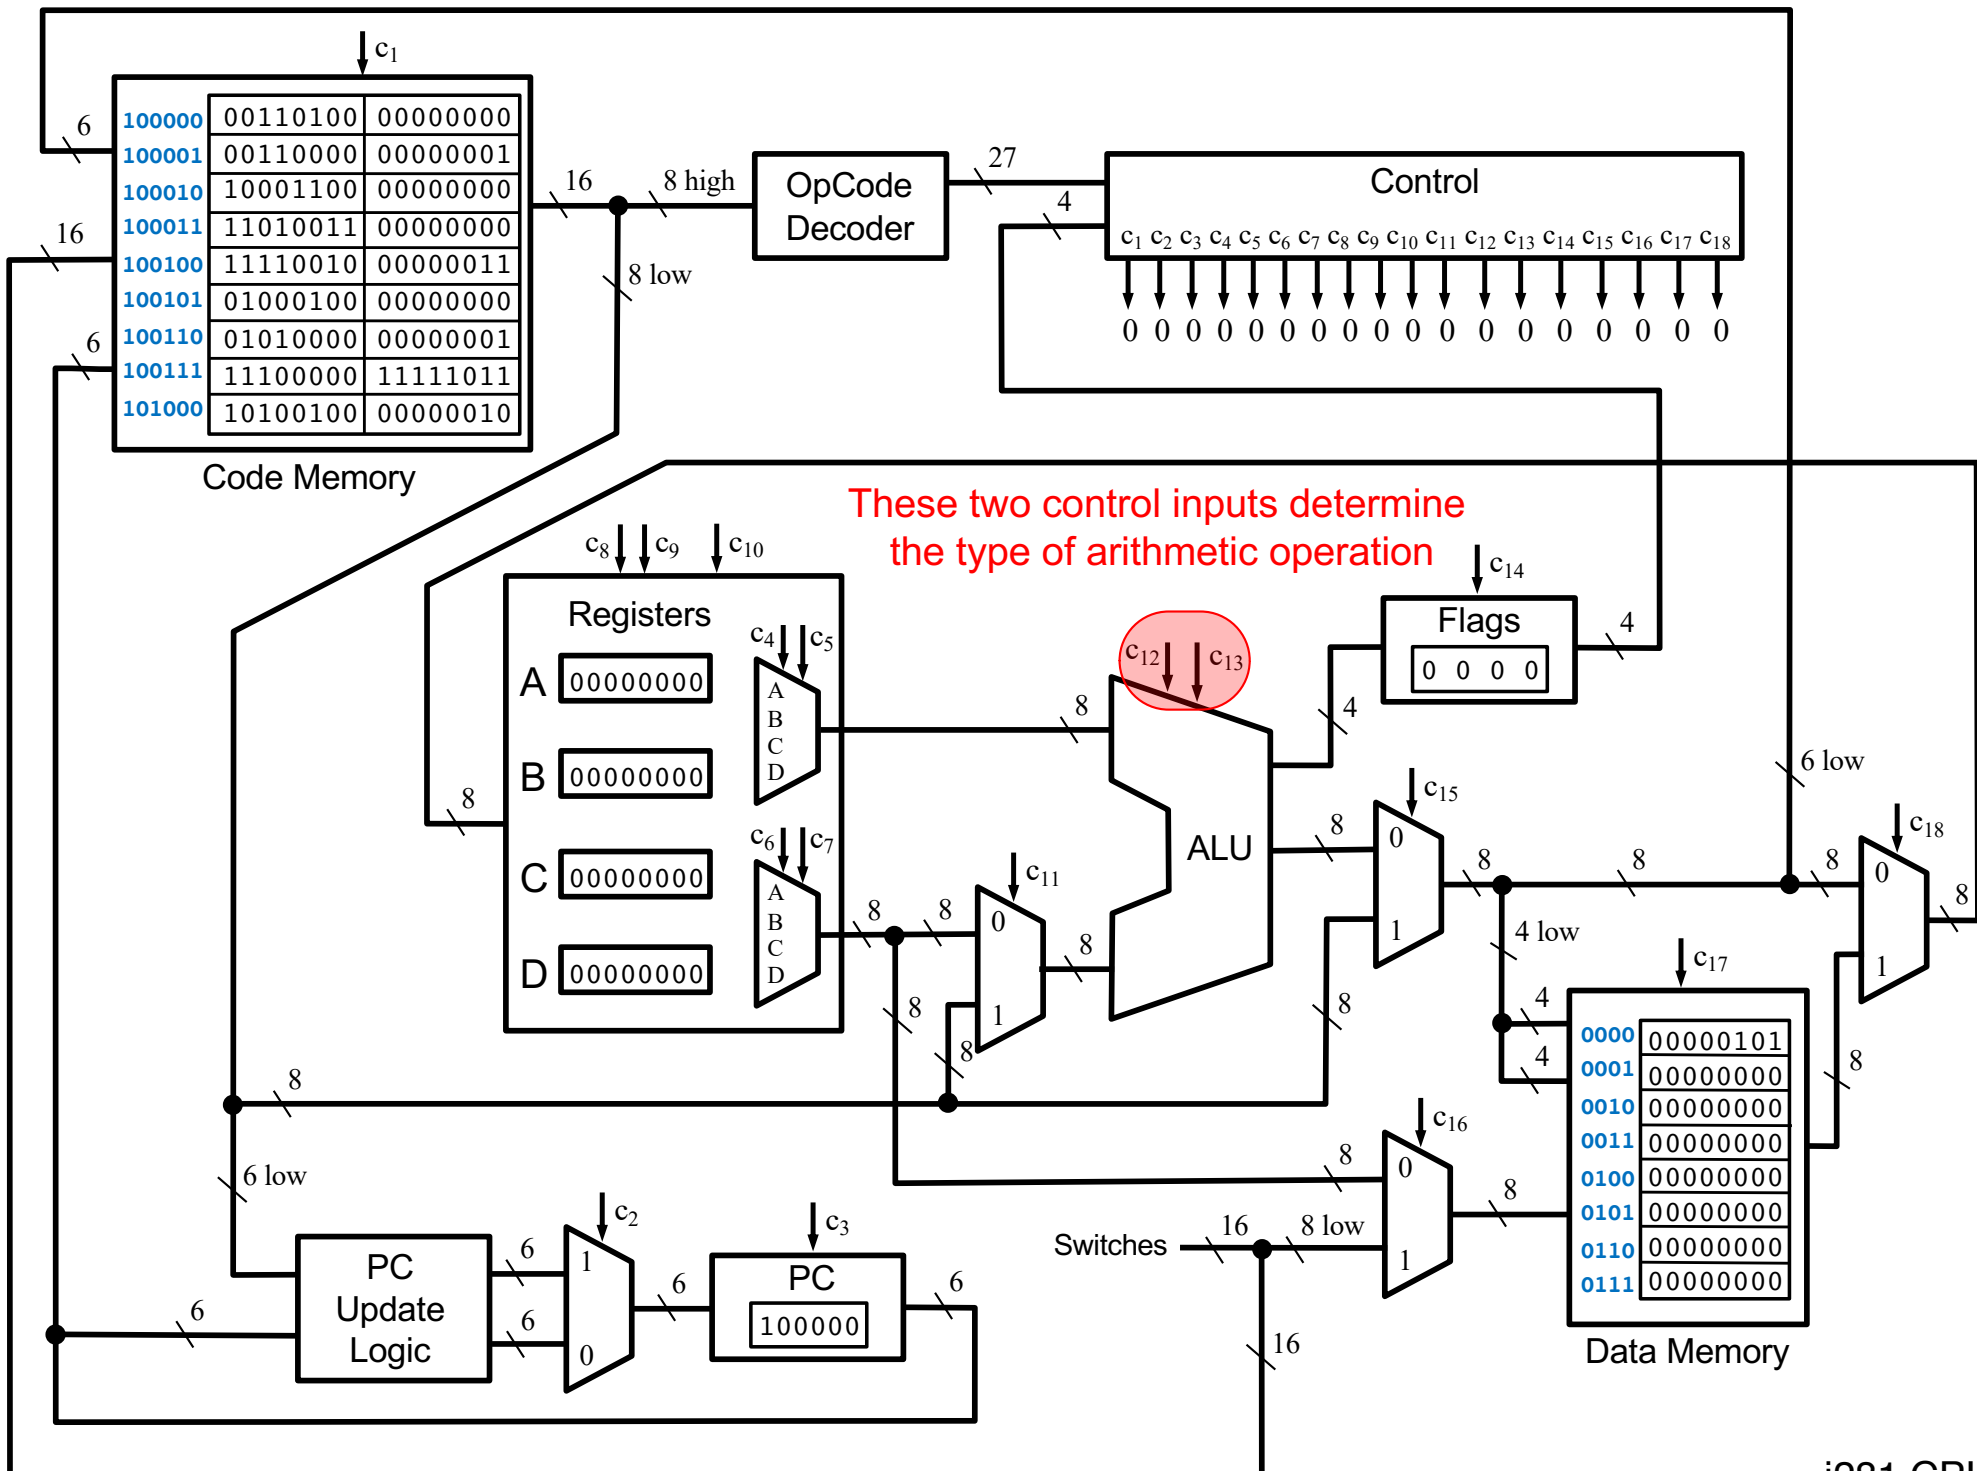 c1
6
16
6
100000 00110100 00000000
100001 00110000 00000001
100010 10001100 00000000
100011 11010011 00000000
100100 11110010 00000011
100101 01000100 00000000
100110 01010000 00000001
100111 11100000 11111011
101000 10100100 00000010
Code Memory
16
8 high
8 low
OpCode
Decoder
27
4
Control
c1 c2 c3 c4 c5 c6 c7 c8 c9 c10 c11 c12 c13 c14 c15 c16 c17 c18
0 0 0 0 0 0 0 0 0 0 0 0 0 0 0 0 0 0
These two control inputs determine
the type of arithmetic operation
c8 c9 c10
Registers
A 00000000
B 00000000
C 00000000
D 00000000
8
c4 c5
A
B
C
D
c6 c7
A
B
C
D
8
8
8
8
c11
0
1
8
8
c12 c13
ALU
4
c14
Flags
0 0 0 0
4
8
c15
0
1
8
8
8
6 low
8
c18
0
1
8
4 low
4
4
c17
0000 00000101
0001 00000000
0010 00000000
0011 00000000
0100 00000000
0101 00000000
0110 00000000
0111 00000000
Data Memory
8
8
6 low
6
PC
Update
Logic
6
6
c2
1
0
6
c3
PC
100000
6
Switches
16
8 low
16
8
c16
0
1
8